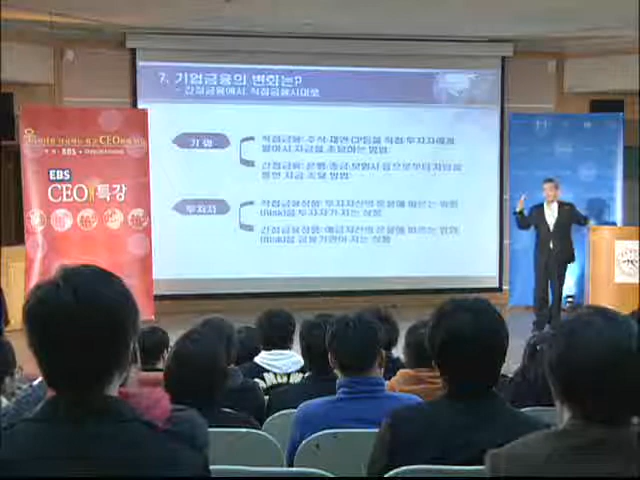 7. 기업금융의 변화는?
- 간접금융에서 직접금융시대로
기 업
직접금융: 주식·채권·CP등을 직접 투자자에게
팔아서 자금을 조달하는 방법
간접금융: 은행·종금·보험사 등으로부터 자금을
통한 자금 조달 방법
투자자
직접금융상품: 투자자산의 운용에 따르는 위험
(Risk)을 투자자가 지는 상품
간접금융상품: 예금자산의 운용에 따르는 위험
(Risk)을 금융기관이 지는 상품
EBS
CEO 특강